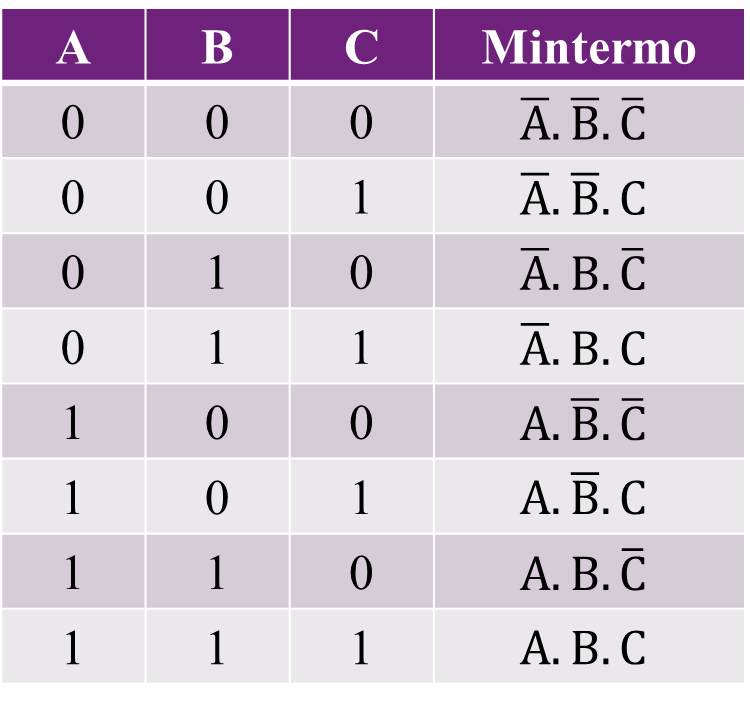 A B C Mintermo
0 0 0 A̅. B̅. C̅
0 0 1 A̅. B̅. C
0 1 0 A̅. B. C̅
0 1 1 A̅. B. C
1 0 0 A. B̅. C̅
1 0 1 A. B̅. C
1 1 0 A. B. C̅
1 1 1 A. B. C